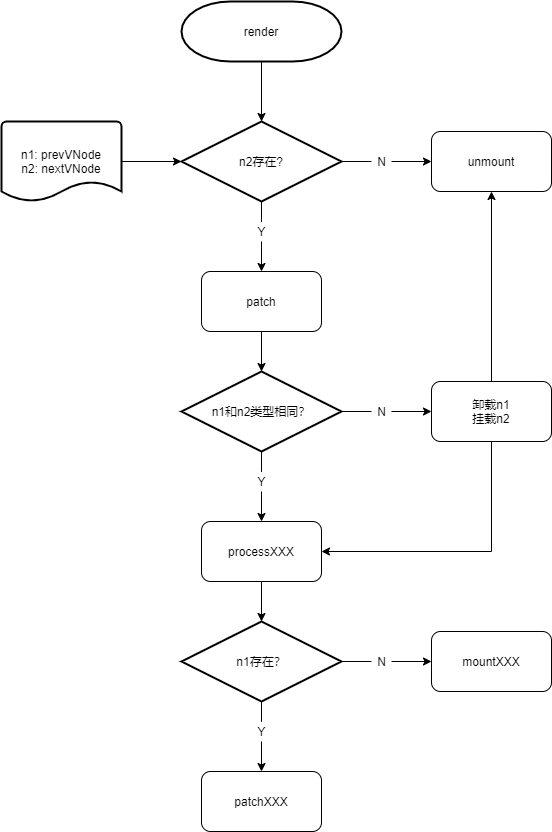 render
n1: prevVNode
n2: nextVNode
n2存在?
N
unmount
Y
patch
n1和n2类型相同?
N
卸载n1
挂载n2
Y
processXXX
n1存在?
N
mountXXX
Y
patchXXX